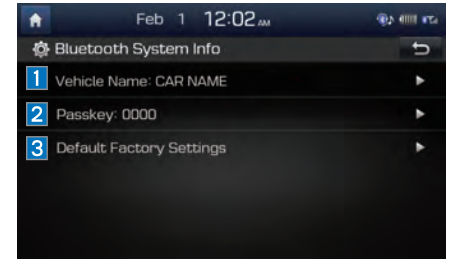 Feb 1 12:02 AM
Bluetooth System Info
1 Vehicle Name: CAR NAME
2 Passkey: 0000
3 Default Factory Settings